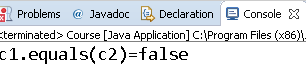 Problems @ Javadoc Declaration Console
<terminated> Course [Java Application] C:\Program Files (x86)\
c1.equals(c2)=false